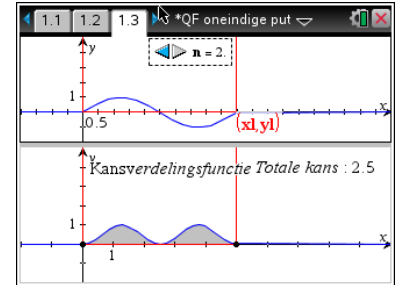 1.1 1.2 1.3 *QF oneindige put
y
n = 2.
1
x
0.5
(xl,yl)
y
Kansverdelingsfunctie Totale kans : 2.5
1
x
1